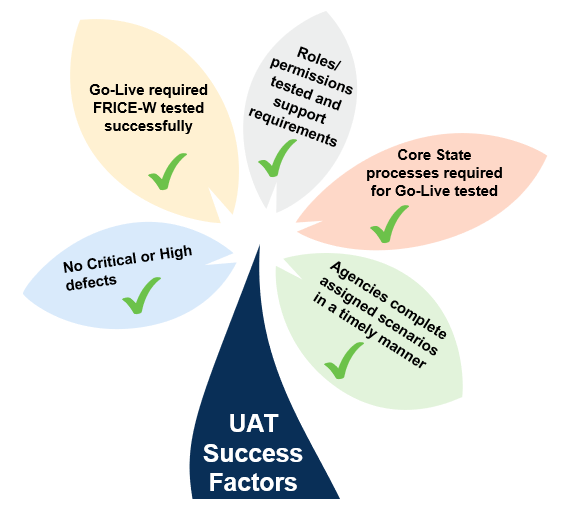 Go-Live required
FRICE-W tested
successfully
Roles/
permissions
tested and
support
requirements
Core State
processes required
for Go-Live tested
No Critical or High
defects
Agencies complete
assigned scenarios
in a timely manner
UAT
Success
Factors